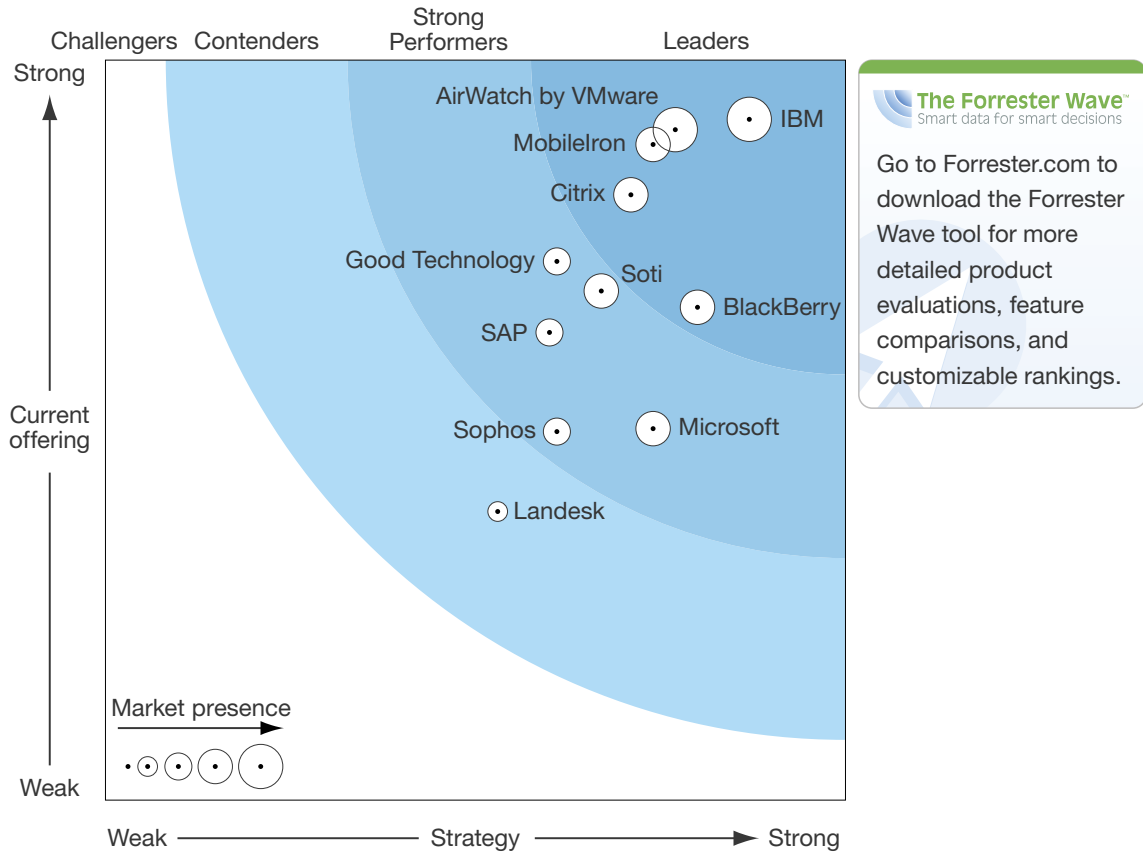 Strong
Challengers Contenders Performers Leaders
Strong
AirWatch by VMware
IBM
MobileIron
Citrix
Good Technology
Soti
BlackBerry
SAP
Current
offering
Sophos
Microsoft
Landesk
Market presence
Weak
Weak Strategy Strong
The Forrester Wave™
Smart data for smart decisions
Go to Forrester.com to
download the Forrester
Wave tool for more
detailed product
evaluations, feature
comparisons, and
customizable rankings.